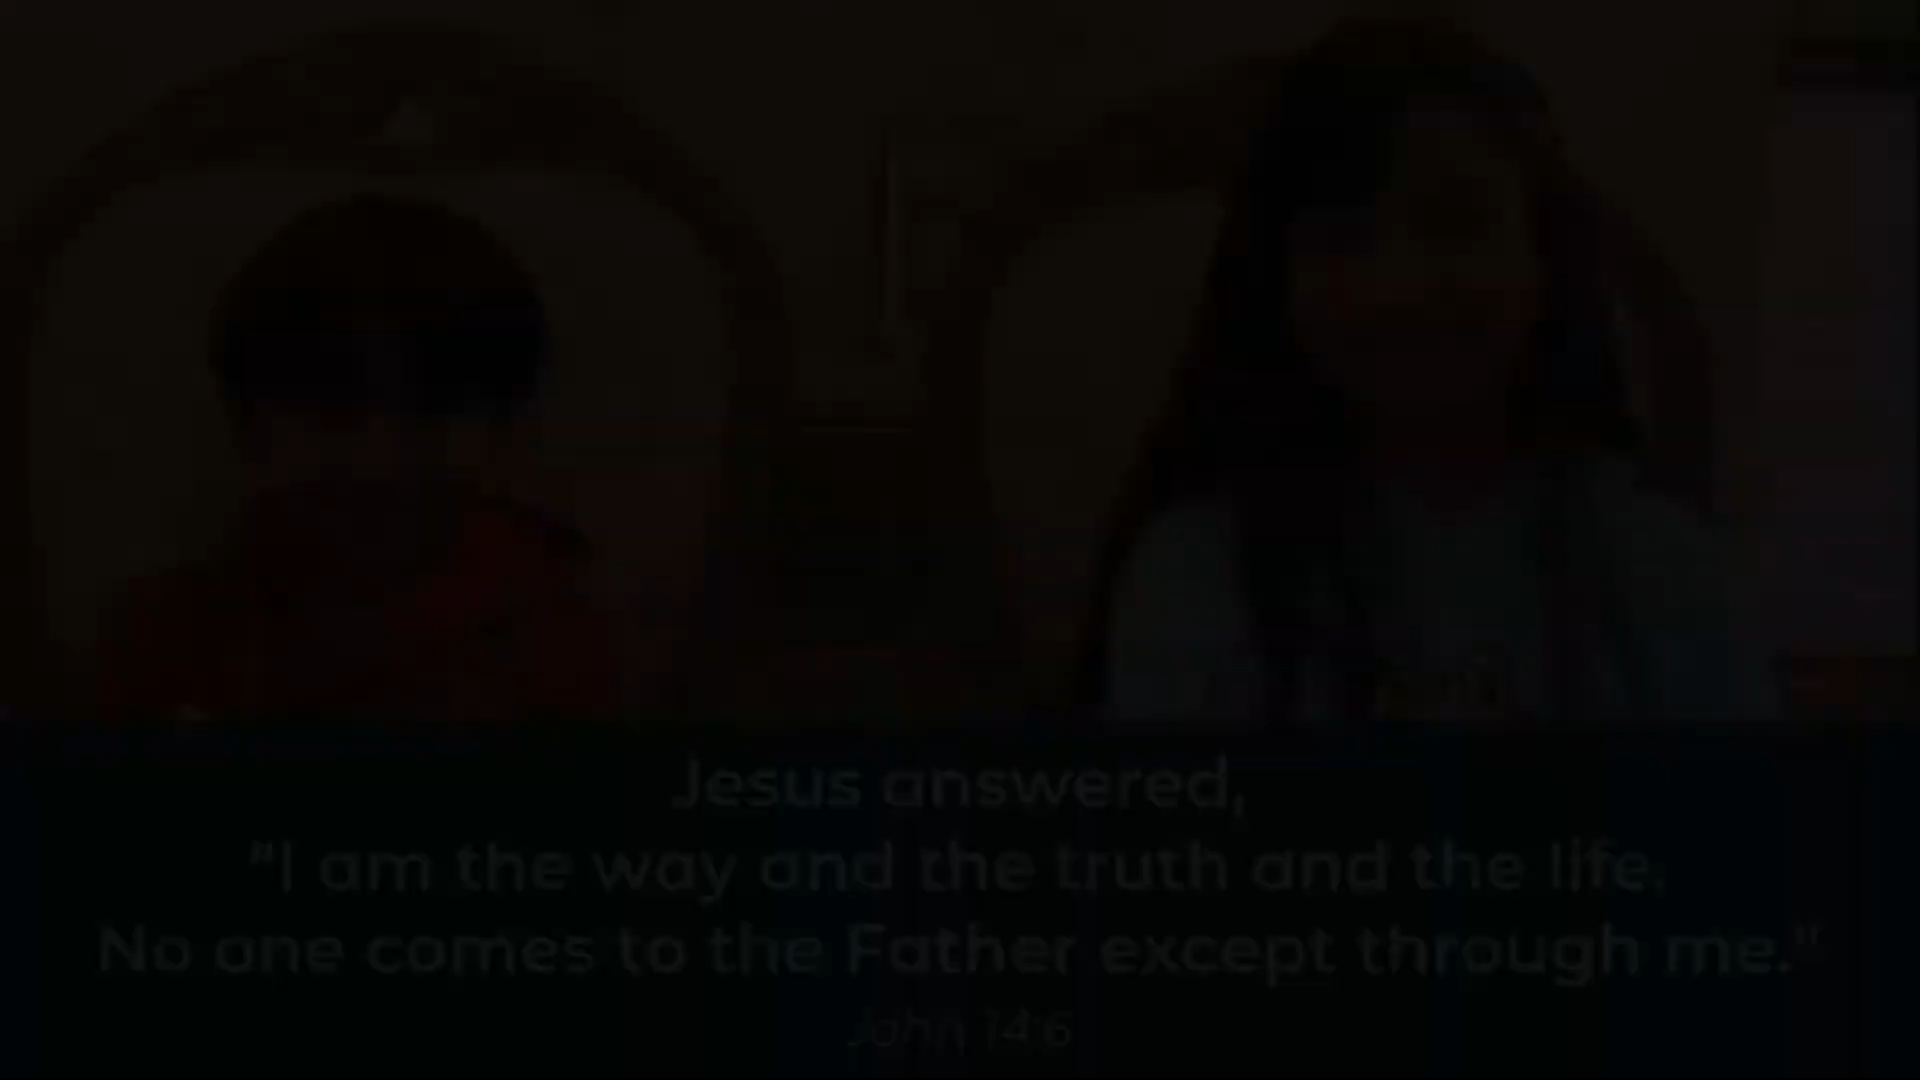 Jesus answered,
"I am the way and the truth and the life.
No one comes to the Father except through me."
John 14:6